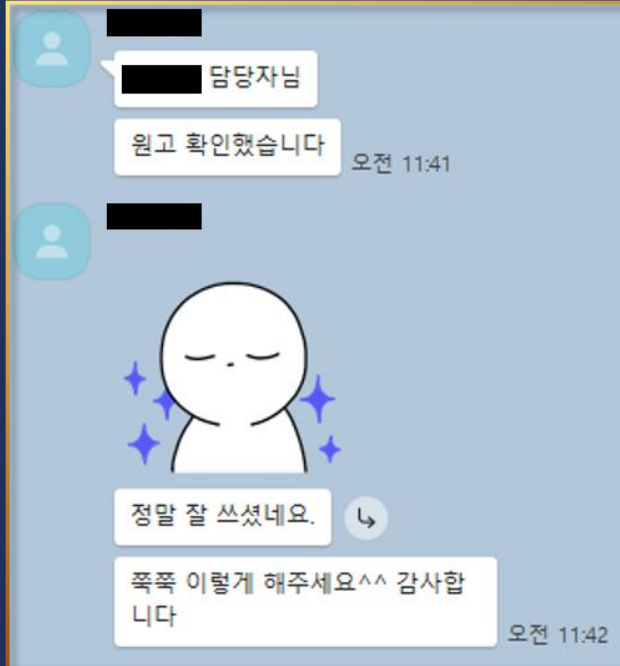 담당자님
원고 확인했습니다
오전 11:41
정말 잘 쓰셨네요.
쭉쭉 이렇게 해주세요^^ 감사합
니다
오전 11:42